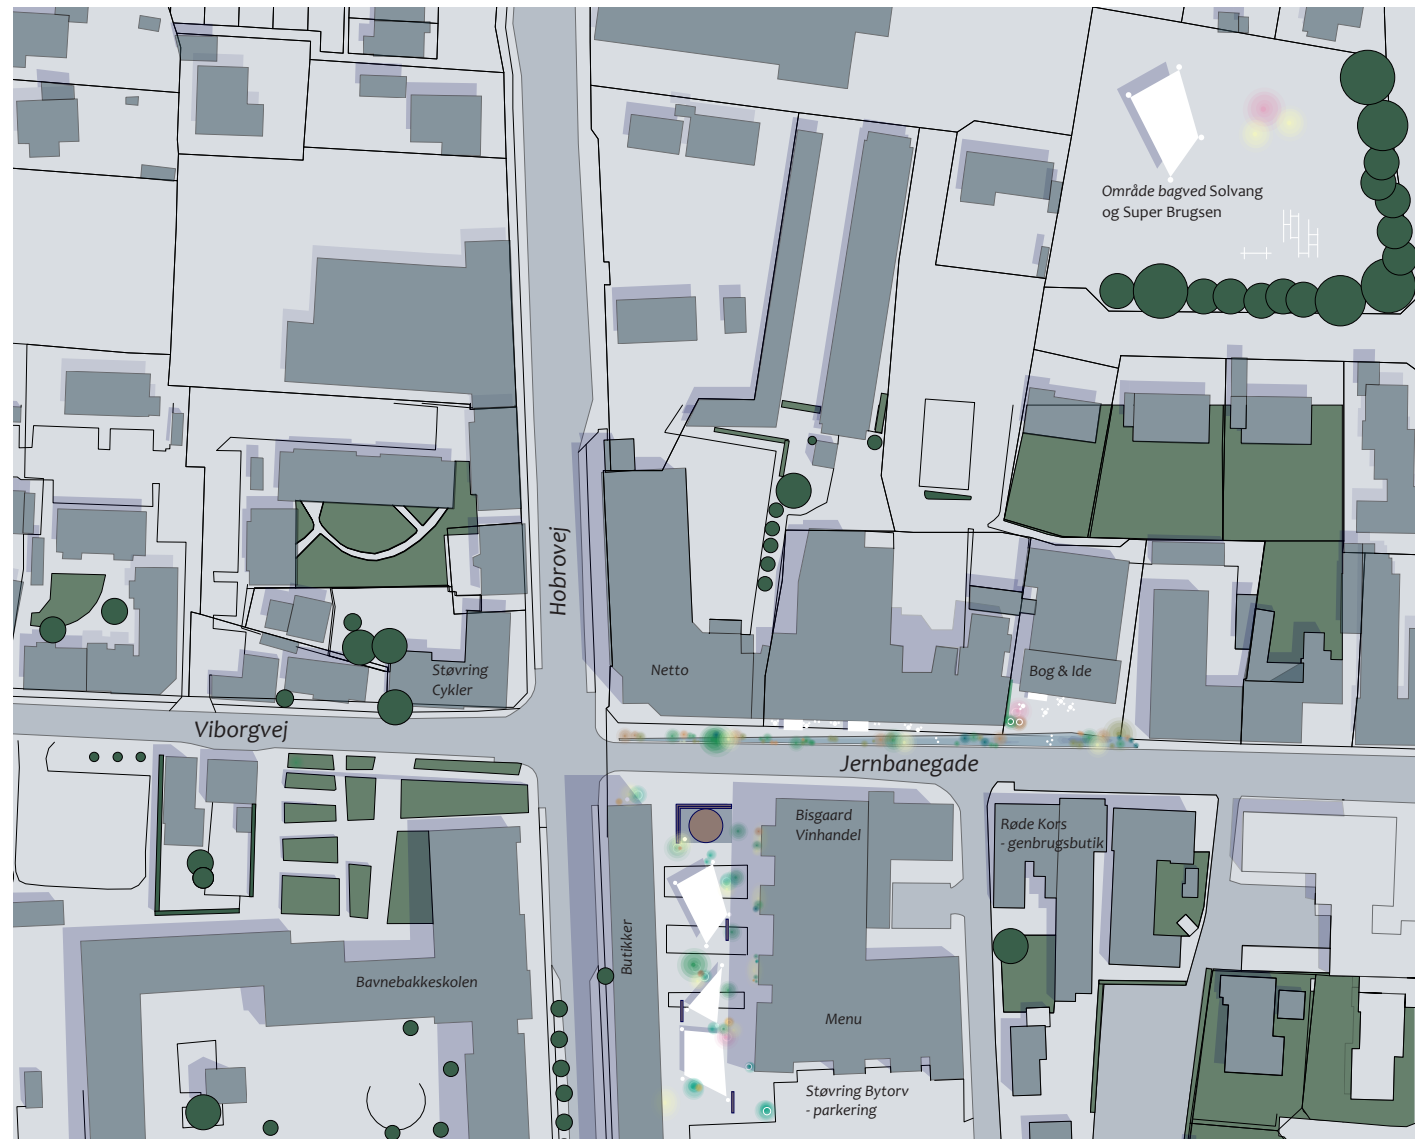 Område bagved Solvang
og Super Brugsen
Hobrovej
Støvring
Cykler
Netto
Bog & Ide
Viborgvej
Jernbanegade
Bisgaard
Vinhandel
Røde Kors
- genbrugsbutik
Butikker
Bavnebakkeskolen
Menu
Støvring Bytorv
- parkering